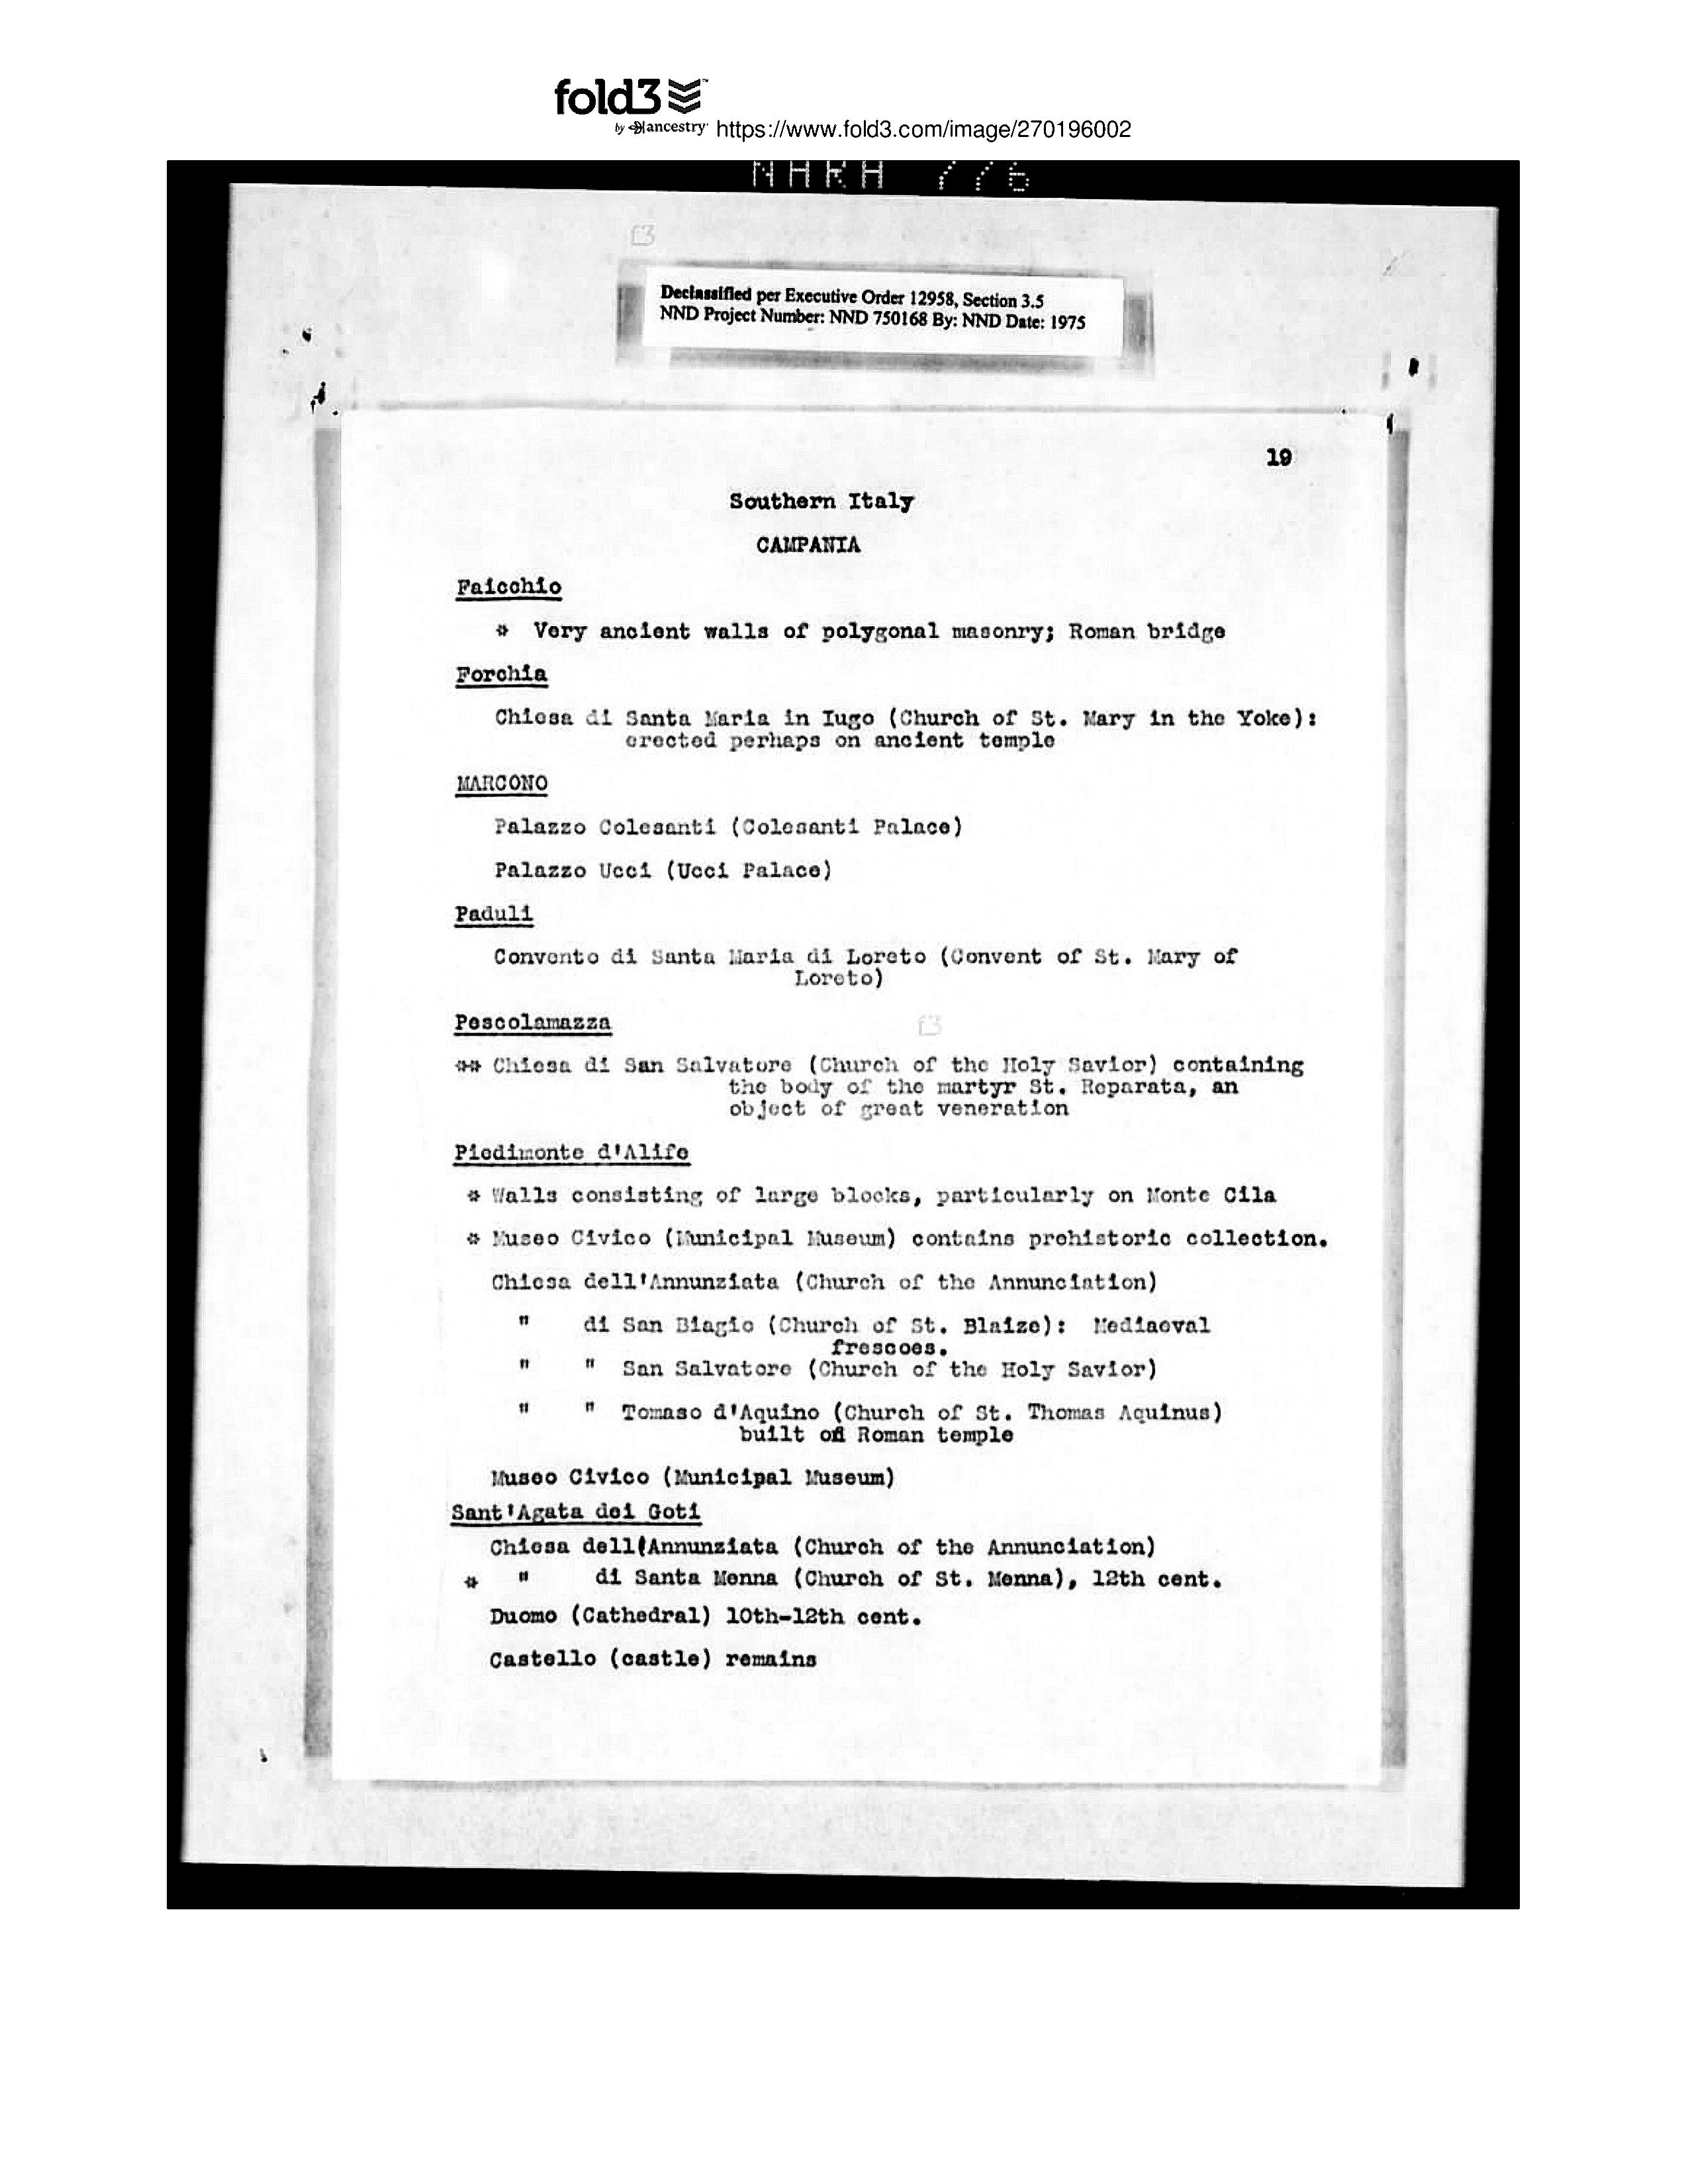 fold3
by ancestry https://www.fold3.com/image/270196002
NARA 776
f3
Declassified per Executive Order 12958, Section 3.5
NND Project Number: NND 750168 By: NND Date: 1975
19
Southern Italy
CAMPANIA
Faicchio
* Very ancient walls of polygonal masonry; Roman bridge
Forchia
Chiesa di Santa Maria in Iugo (Church of St. Mary in the Yoke):
erected perhaps on ancient temple
MARCONO
Palazzo Colesanti (Colesanti Palace)
Palazzo Ucci (Ucci Palace)
Paduli
Convento di Santa Maria di Loreto (Convent of St. Mary of
Loreto)
Pescolamazza
f3
** Chiesa di San Salvatore (Church of the Holy Savior) containing
the body of the martyr St. Reparata, an
object of great veneration
Piedimonte d'Alife
* Walls consisting of large blocks, particularly on Monte Cila
* Museo Civico (Municipal Museum) contains prehistoric collection.
Chiesa dell'Annunziata (Church of the Annunciation)
" di San Biagio (Church of St. Blaize): Mediaeval
frescoes.
" " San Salvatore (Church of the Holy Savior)
" " Tomaso d'Aquino (Church of St. Thomas Aquinus)
built on Roman temple
Museo Civico (Municipal Museum)
Sant'Agata dei Goti
Chiesa dell(Annunziata (Church of the Annunciation)
* " di Santa Menna (Church of St. Menna), 12th cent.
Duomo (Cathedral) 10th-12th cent.
Castello (castle) remains